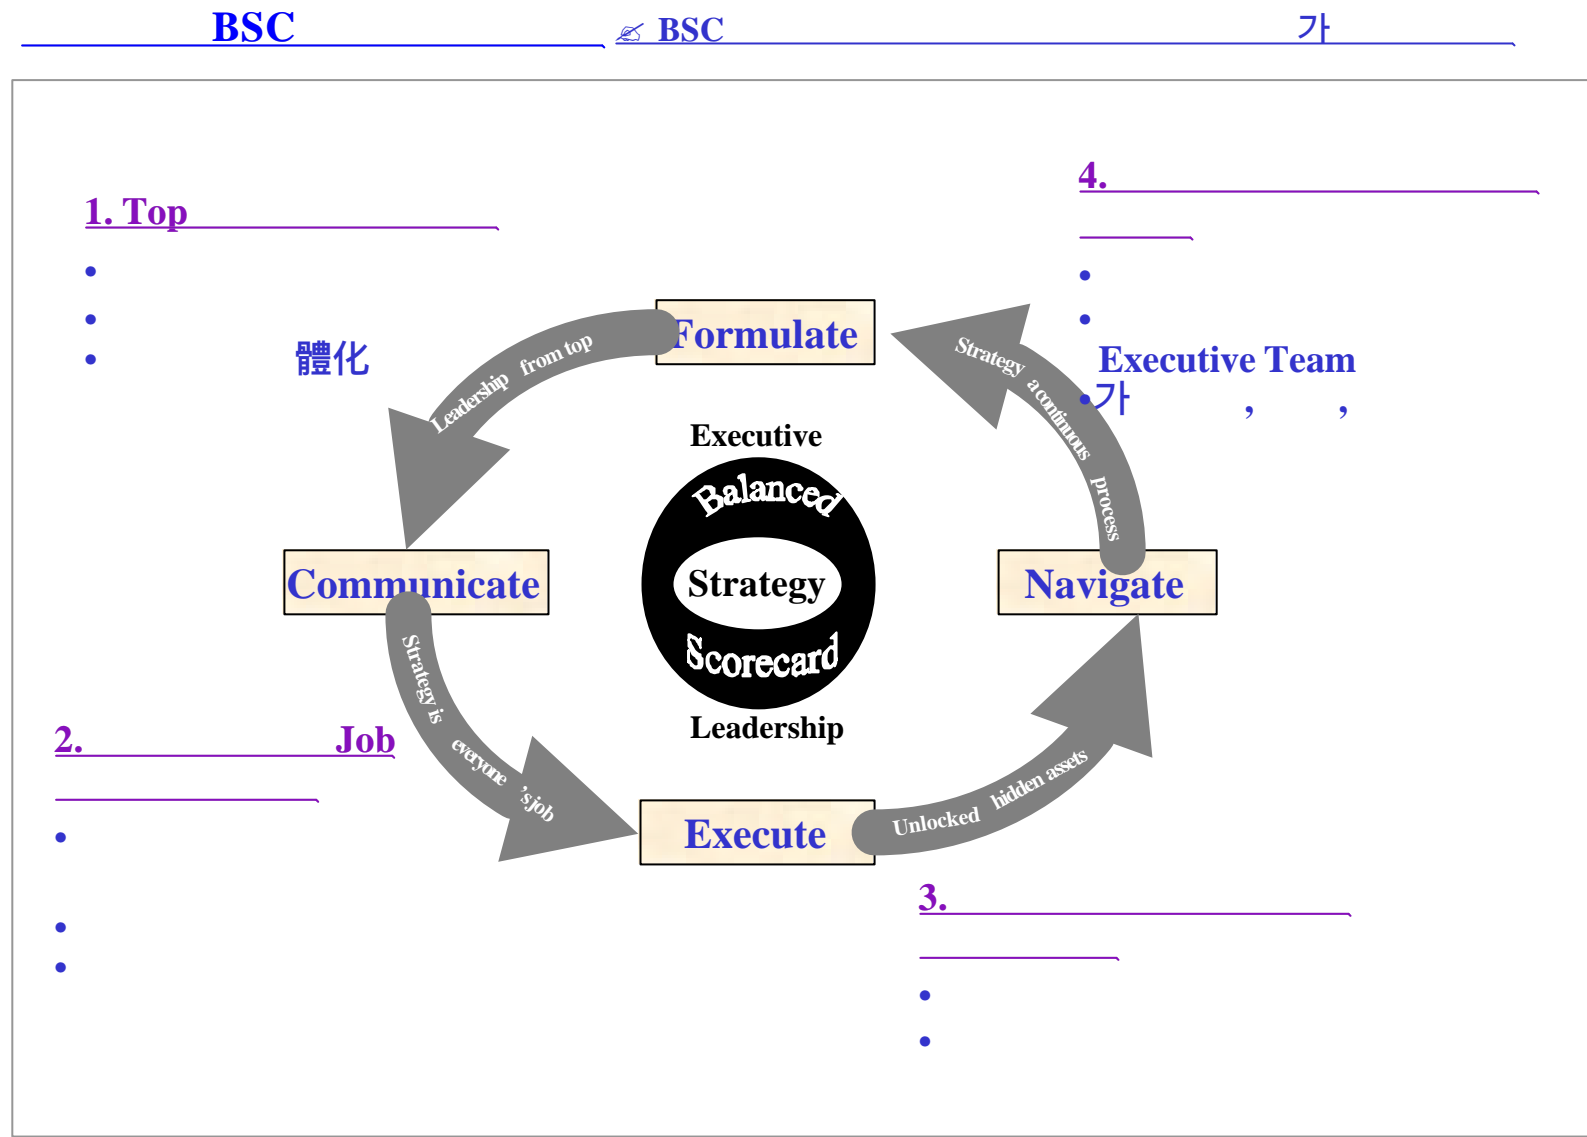 BSC
✍ BSC 가
1. Top
•
•
• 體化
4.
•
•
Executive Team
•가 , ,
Formulate
Leadership from top
Strategy a continuous process
Executive
Balanced
Strategy
Scorecard
Leadership
Communicate
Navigate
Strategy is everyone 's job
Unlocked hidden assets
Execute
2. Job
•
•
•
3.
•
•